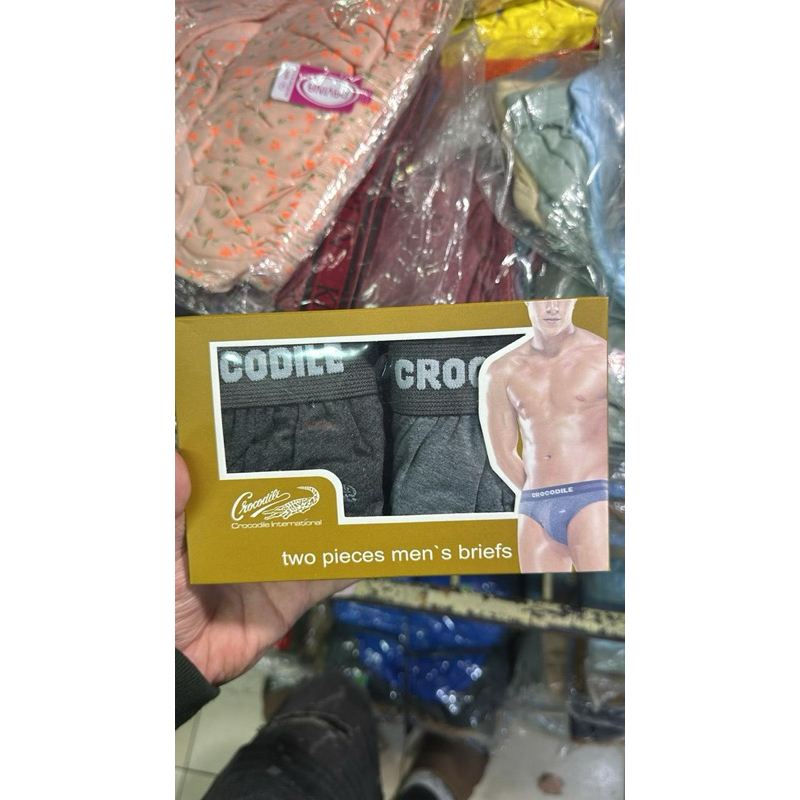 CODILE
CROC
CROCODILE
Crocodile
Crocodile International
two pieces men`s briefs